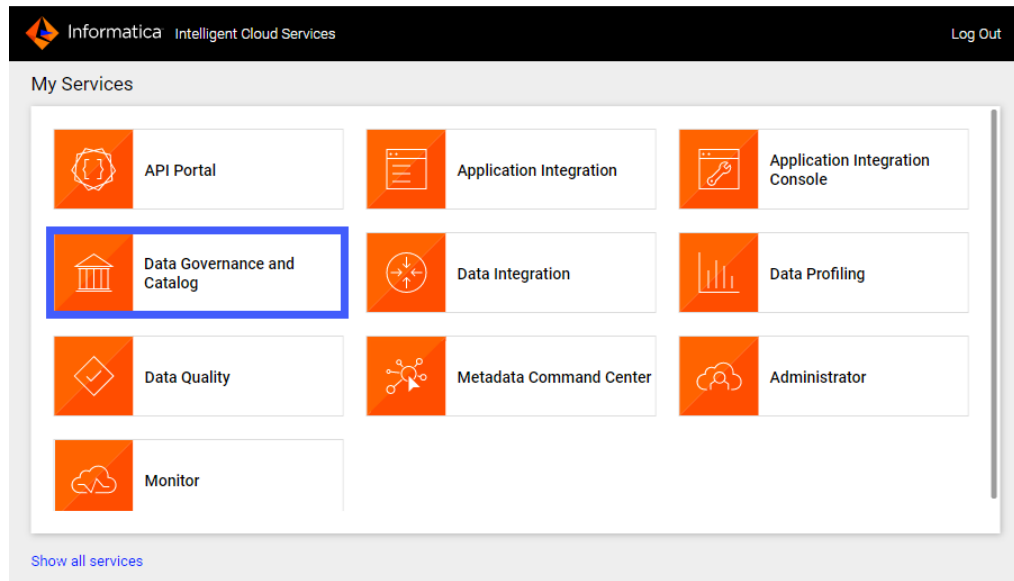 Informatica Intelligent Cloud Services
Log Out
My Services
API Portal
Application Integration
Application Integration
Console
Data Governance and
Catalog
Data Integration
Data Profiling
Data Quality
Metadata Command Center
Administrator
Monitor
Show all services